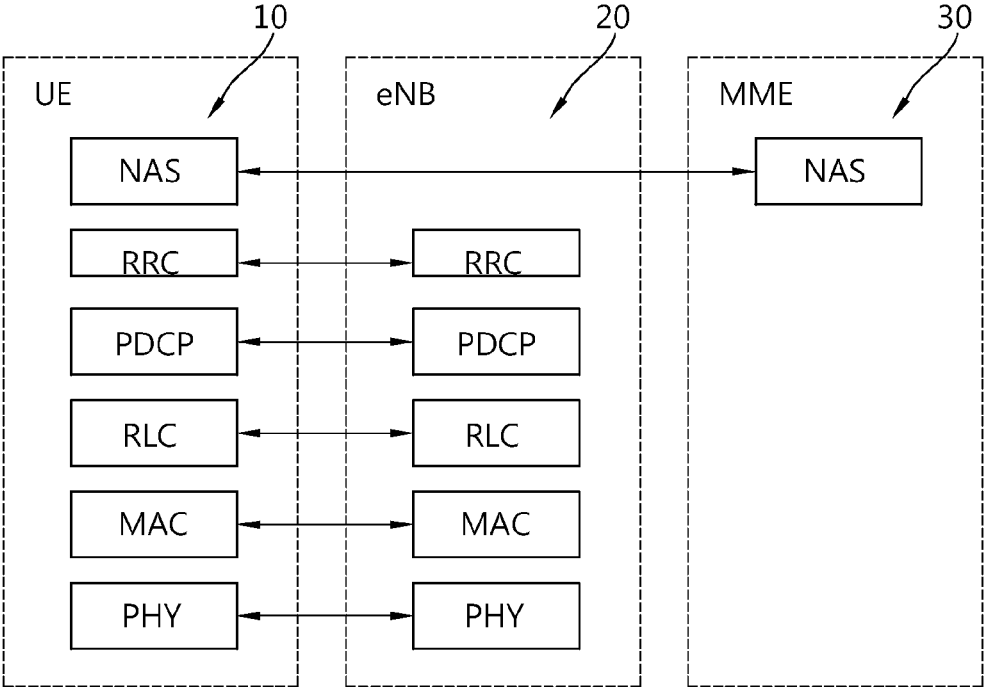 10 20 30
UE eNB MME
NAS NAS
RRC RRC
PDCP PDCP
RLC RLC
MAC MAC
PHY PHY